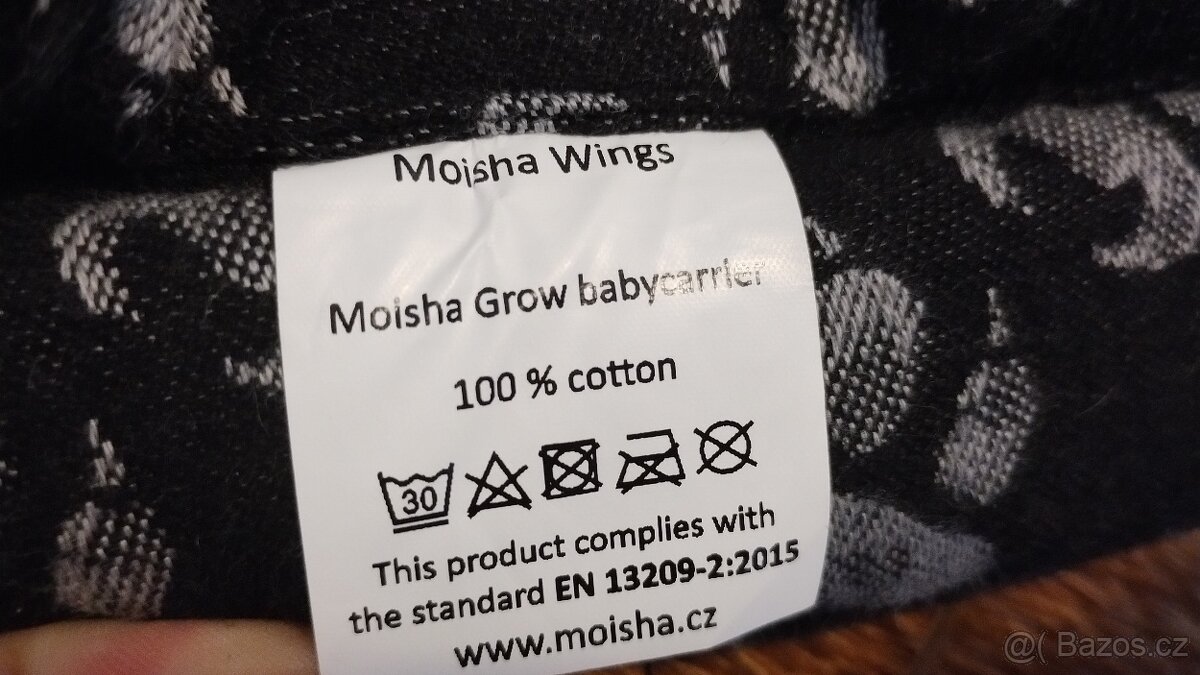 Moisha Wings
Moisha Grow babycarrier
100 % cotton
30
This product complies with
the standard EN 13209-2:2015
www.moisha.cz
@( Bazos.cz